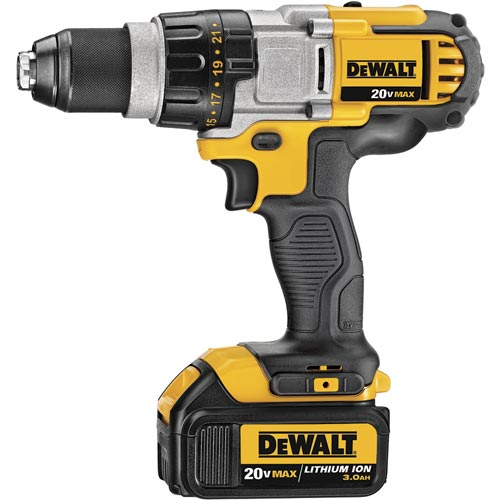 15 • 17 • 19 • 21
DEWALT
20V MAX
DEWALT
20V MAX LITHIUM ION
3.0AH